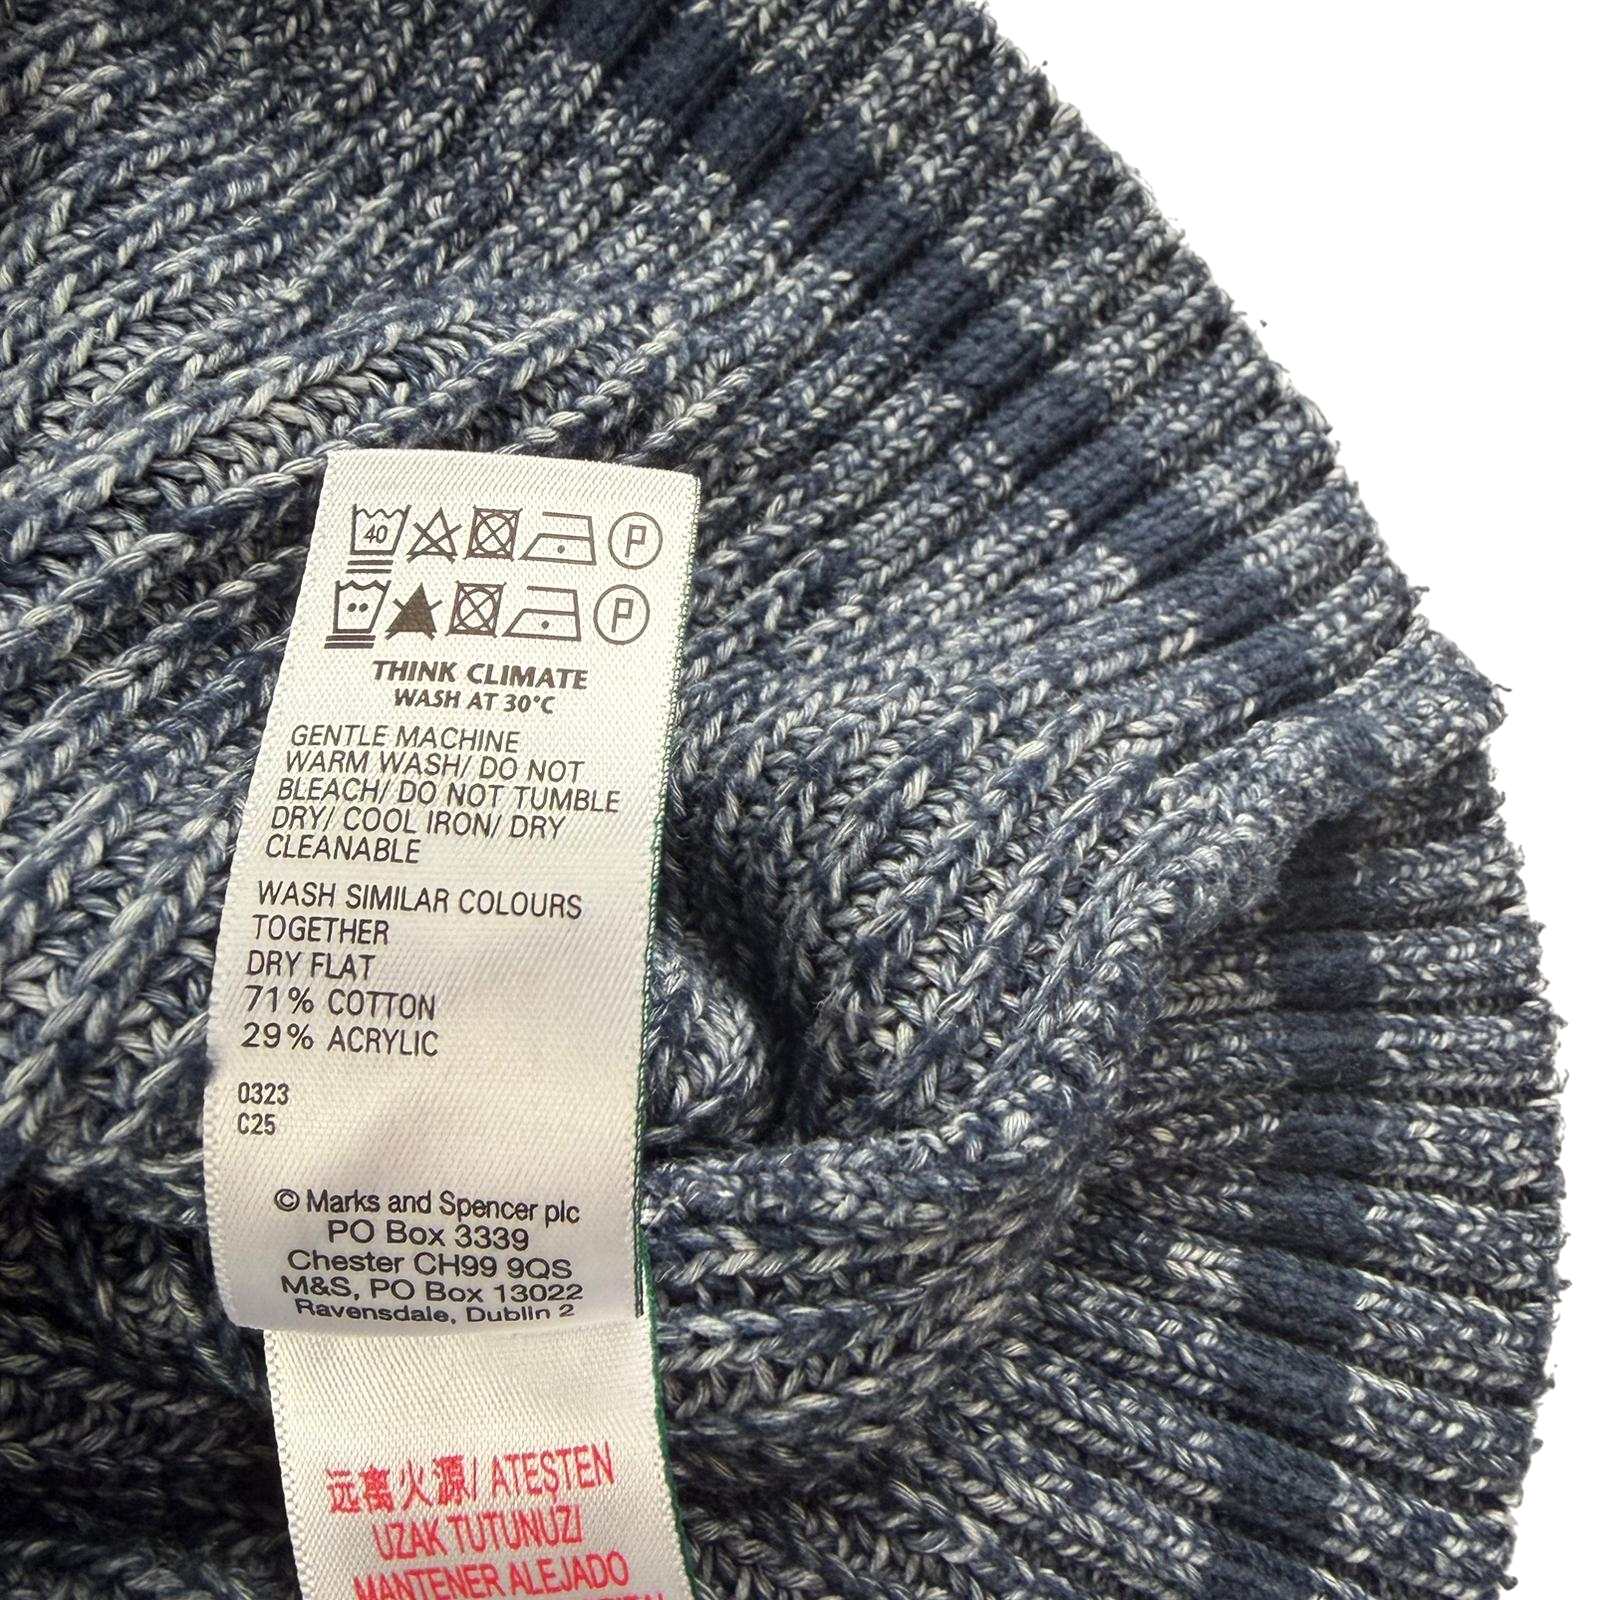 40 P
P
THINK CLIMATE
WASH AT 30°C
GENTLE MACHINE
WARM WASH/ DO NOT
BLEACH/ DO NOT TUMBLE
DRY/ COOL IRON/ DRY
CLEANABLE
WASH SIMILAR COLOURS
TOGETHER
DRY FLAT
71% COTTON
29% ACRYLIC
0323
C25
© Marks and Spencer plc
PO Box 3339
Chester CH99 9QS
M&S, PO Box 13022
Ravensdale, Dublin 2
远离火源/ ATEŞTEN
UZAK TUTUNUZ/
MANTENER ALEJADO